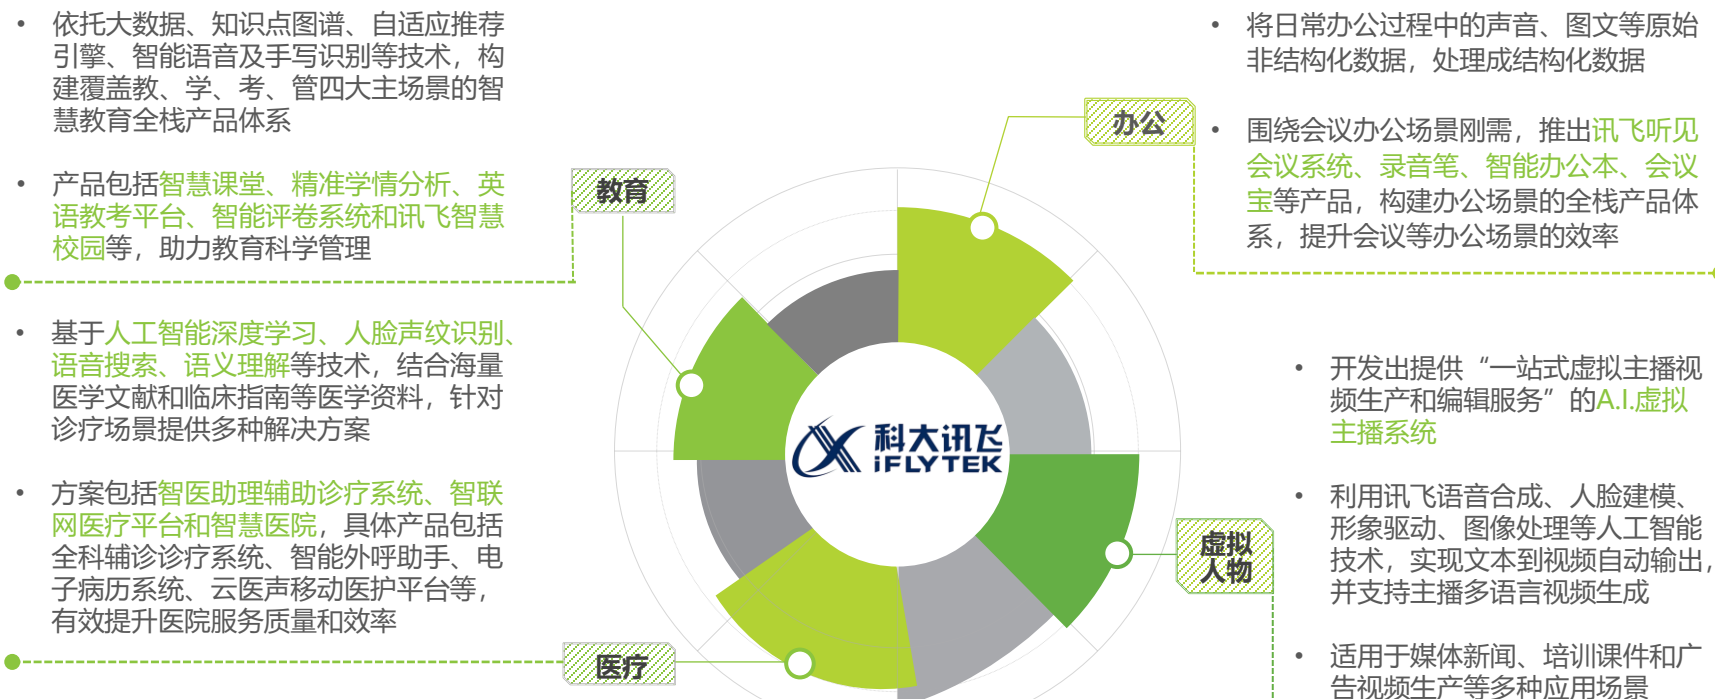 • 依托大数据、知识点图谱、自适应推荐
引擎、智能语音及手写识别等技术，构
建覆盖教、学、考、管四大主场景的智
慧教育全栈产品体系
• 产品包括智慧课堂、精准学情分析、英
语教考平台、智能评卷系统和讯飞智慧
校园等，助力教育科学管理
教育
• 基于人工智能深度学习、人脸声纹识别、
语音搜索、语义理解等技术，结合海量
医学文献和临床指南等医学资料，针对
诊疗场景提供多种解决方案
• 方案包括智医助理辅助诊疗系统、智联
网医疗平台和智慧医院，具体产品包括
全科辅诊诊疗系统、智能外呼助手、电
子病历系统、云医声移动医护平台等，
有效提升医院服务质量和效率
医疗
科大讯飞
iFLYTEK
办公
• 将日常办公过程中的声音、图文等原始
非结构化数据，处理成结构化数据
• 围绕会议办公场景刚需，推出讯飞听见
会议系统、录音笔、智能办公本、会议
宝等产品，构建办公场景的全栈产品体
系，提升会议等办公场景的效率
虚拟
人物
• 开发出提供“一站式虚拟主播视
频生产和编辑服务”的A.I.虚拟
主播系统
• 利用讯飞语音合成、人脸建模、
形象驱动、图像处理等人工智能
技术，实现文本到视频自动输出，
并支持主播多语言视频生成
• 适用于媒体新闻、培训课件和广
告视频生产等多种应用场景